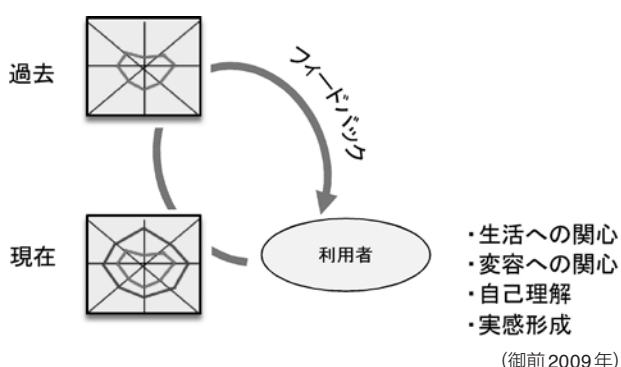 過去
フィードバック
現在
利用者
・生活への関心
・変容への関心
・自己理解
・実感形成
(御前2009年)